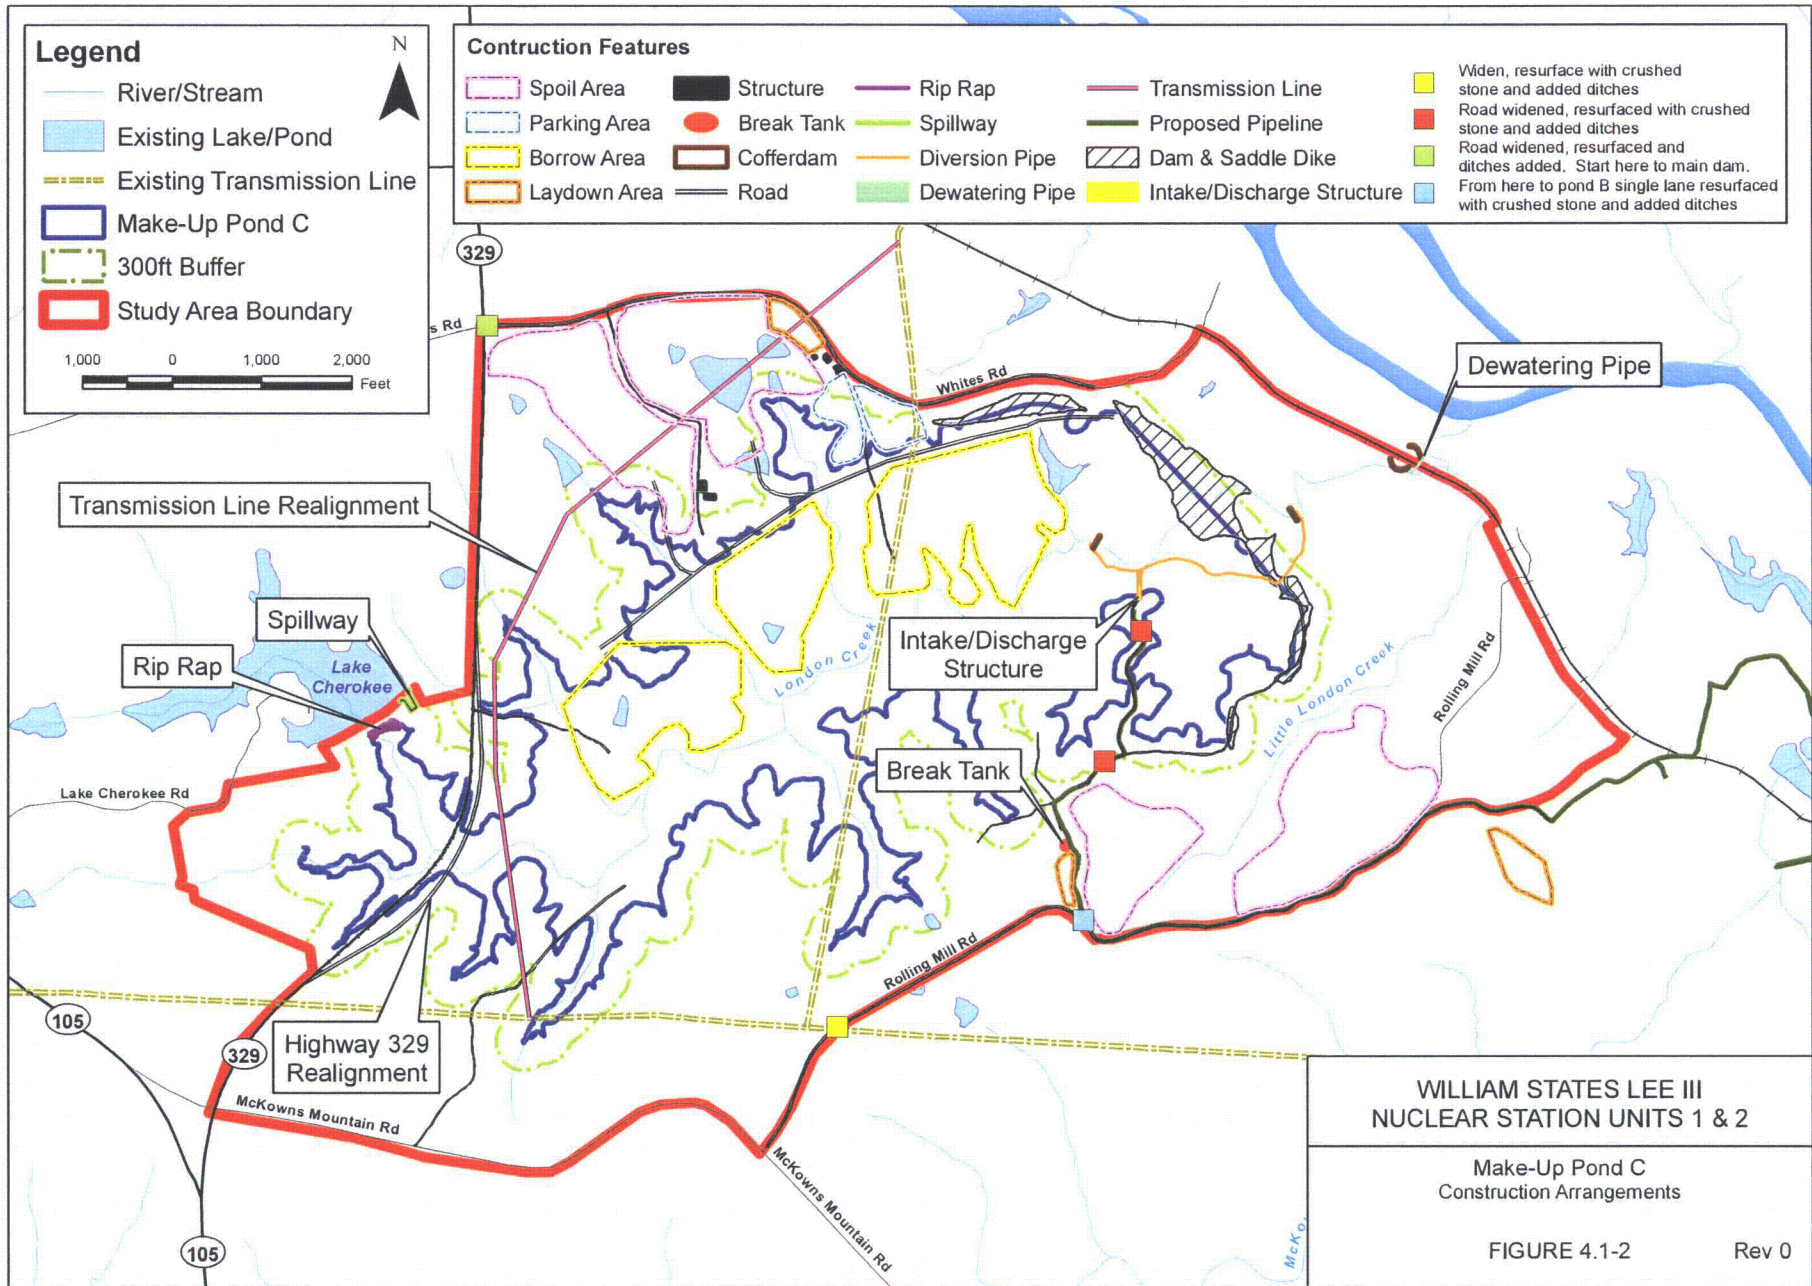 Legend
N
River/Stream
Existing Lake/Pond
Existing Transmission Line
Make-Up Pond C
300ft Buffer
Study Area Boundary
1,000 0 1,000 2,000
Feet
Contruction Features
Spoil Area
Parking Area
Borrow Area
Laydown Area
Structure
Break Tank
Cofferdam
Road
Rip Rap
Spillway
Diversion Pipe
Dewatering Pipe
Transmission Line
Proposed Pipeline
Dam & Saddle Dike
Intake/Discharge Structure
Widen, resurface with crushed
stone and added ditches
Road widened, resurfaced with crushed
stone and added ditches
Road widened, resurfaced and
ditches added. Start here to main dam.
From here to pond B single lane resurfaced
with crushed stone and added ditches
329
s Rd
Whites Rd
Dewatering Pipe
Transmission Line Realignment
Spillway
Rip Rap
Lake
Cherokee
London Creek
Intake/Discharge
Structure
Little London Creek
Rolling Mill Rd
Break Tank
Lake Cherokee Rd
Rolling Mill Rd
105
329
Highway 329
Realignment
McKowns Mountain Rd
McKowns Mountain Rd
105
McKo
WILLIAM STATES LEE III
NUCLEAR STATION UNITS 1 & 2
Make-Up Pond C
Construction Arrangements
FIGURE 4.1-2 Rev 0